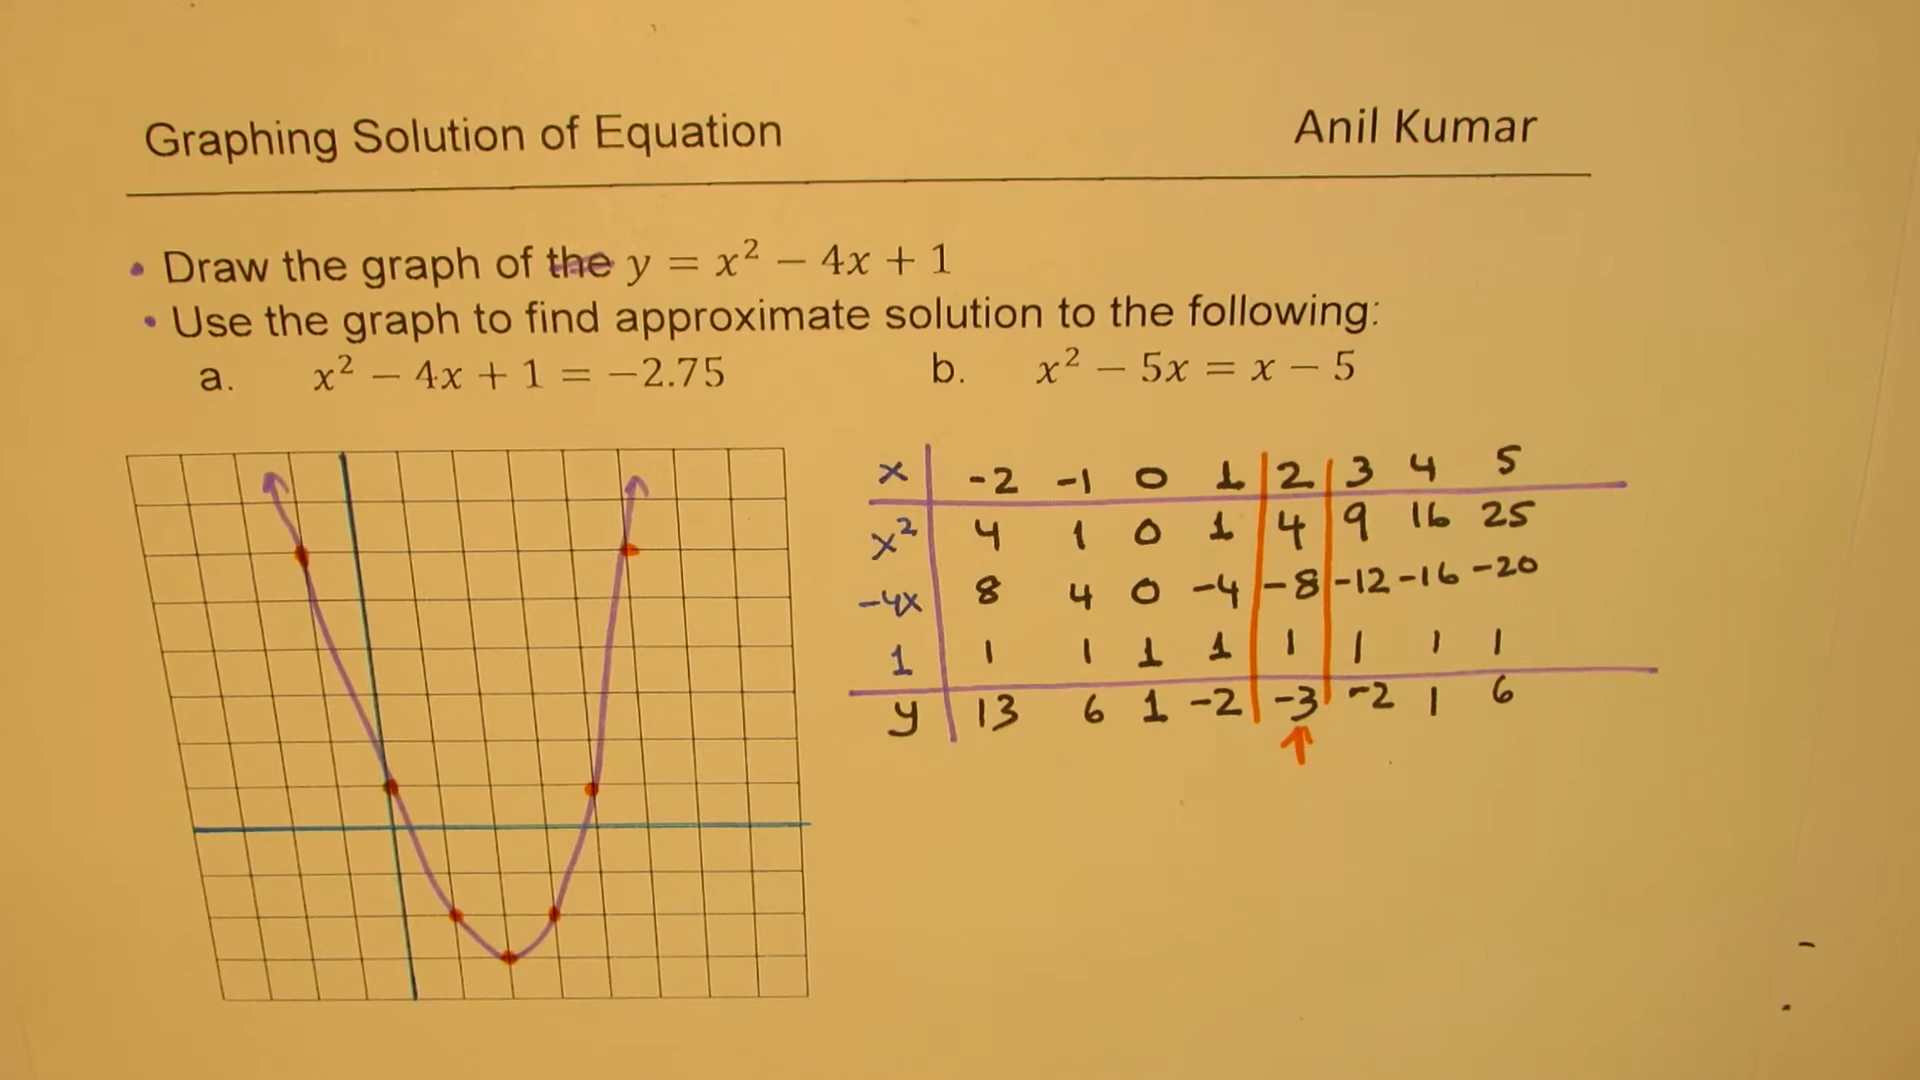 Graphing Solution of Equation Anil Kumar
• Draw the graph of the y = x² − 4x + 1
• Use the graph to find approximate solution to the following:
a. x² − 4x + 1 = −2.75 b. x² − 5x = x − 5
x -2 -1 0 1 2 3 4 5
x² 4 1 0 1 4 9 16 25
-4x 8 4 0 -4 -8 -12 -16 -20
1 1 1 1 1 1 1 1 1
y 13 6 1 -2 -3 -2 1 6